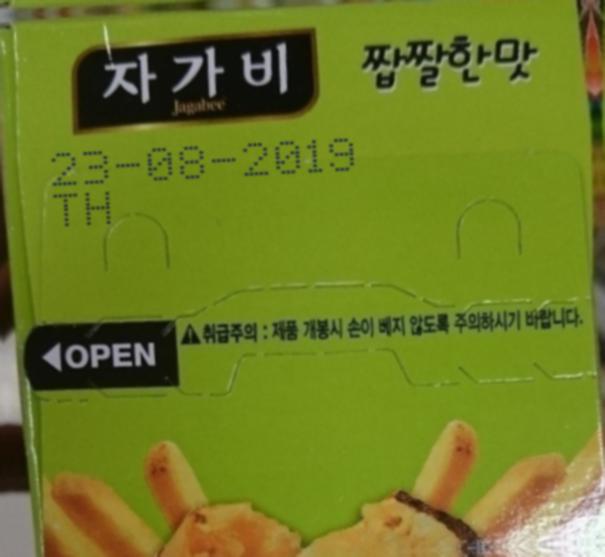 자가비 짭짤한맛
Jagabee
23-08-2019
TH
⚠취급주의 : 제품 개봉시 손이 베지 않도록 주의하시기 바랍니다.
◀OPEN